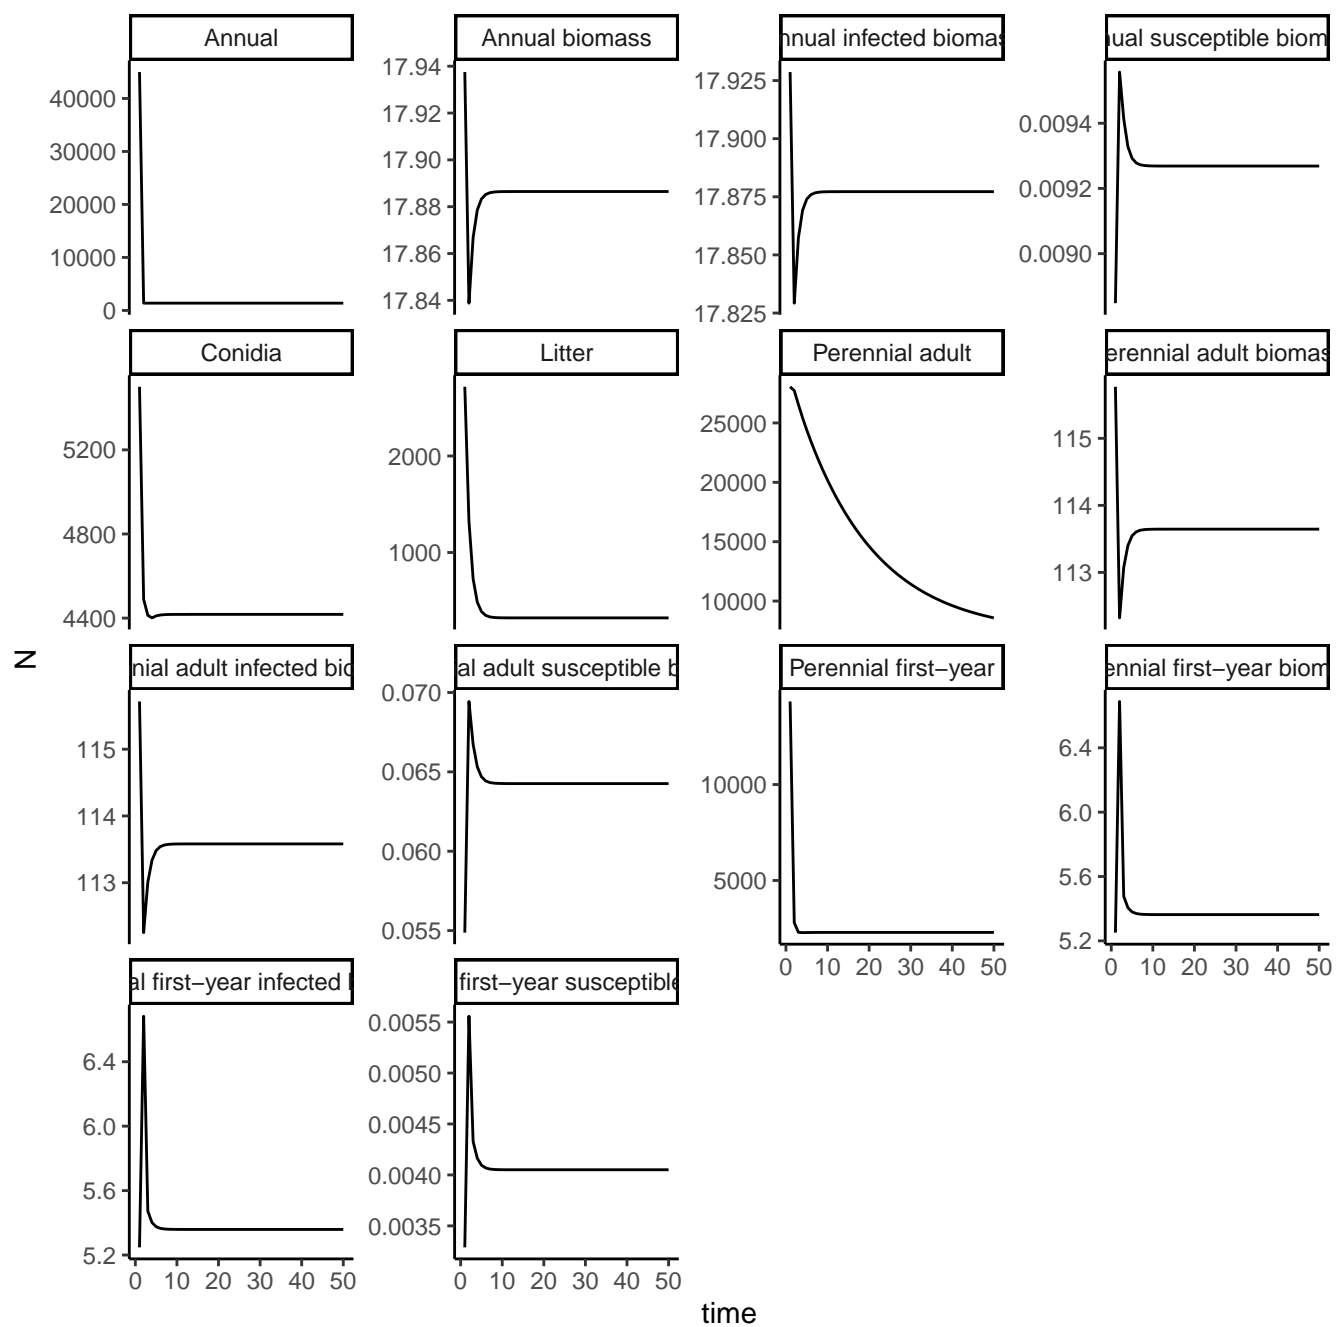 Annual
Annual biomass
nnual infected biomas
ual susceptible biom
17.94
17.92
17.90
17.88
17.86
17.84
40000
30000
20000
10000
0
17.925
17.900
17.875
17.850
17.825
0.0094
0.0092
0.0090
Conidia
Litter
Perennial adult
erennial adult biomas
5200
4800
4400
2000
1000
25000
20000
15000
10000
115
114
113
N
nial adult infected bio
al adult susceptible b
Perennial first−year
ennial first−year biom
115
114
113
0.070
0.065
0.060
0.055
10000
5000
6.4
6.0
5.6
5.2
0 10 20 30 40 50
0 10 20 30 40 50
al first−year infected
first−year susceptible
6.4
6.0
5.6
5.2
0.0055
0.0050
0.0045
0.0040
0.0035
0 10 20 30 40 50
0 10 20 30 40 50
time